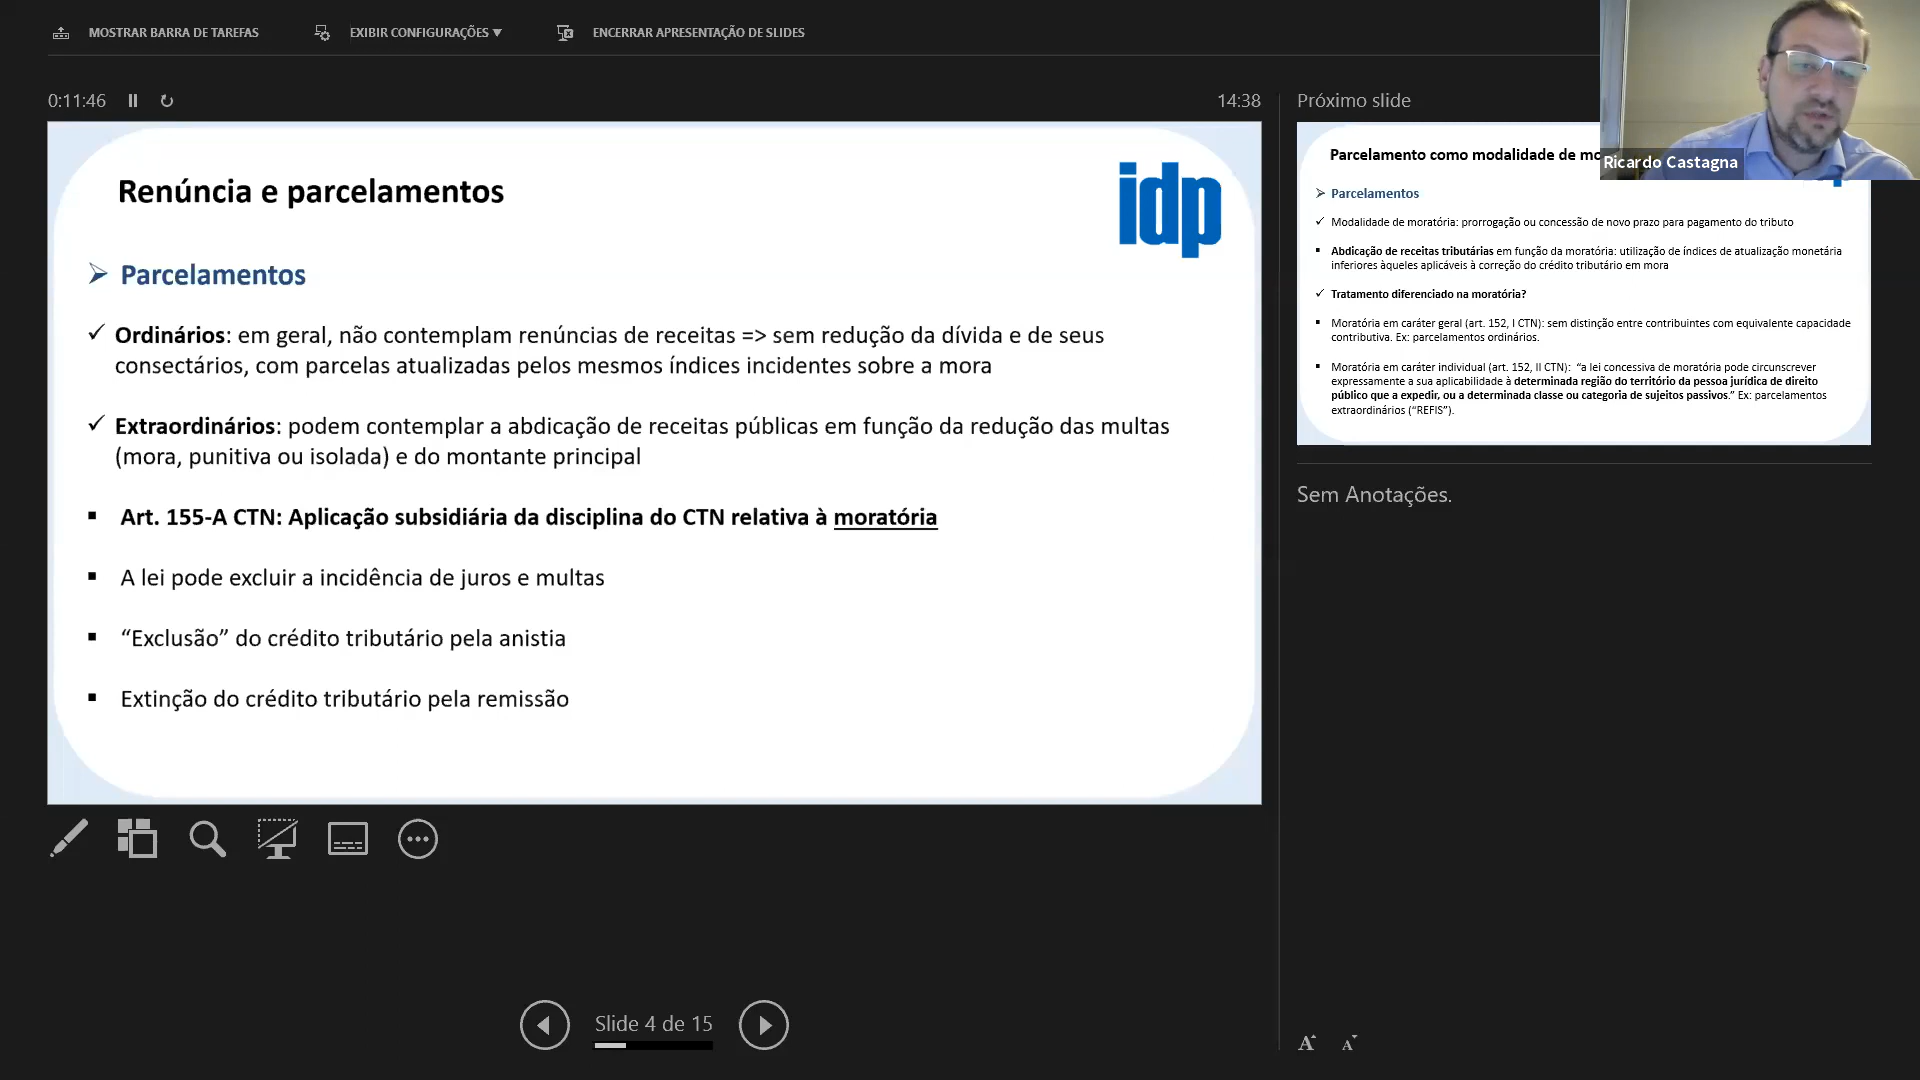 MOSTRAR BARRA DE TAREFAS
EXIBIR CONFIGURAÇÕES ▼
ENCERRAR APRESENTAÇÃO DE SLIDES
0:11:46
14:38
Renúncia e parcelamentos
idp
➢ Parcelamentos
✓ Ordinários: em geral, não contemplam renúncias de receitas => sem redução da dívida e de seus
consectários, com parcelas atualizadas pelos mesmos índices incidentes sobre a mora
✓ Extraordinários: podem contemplar a abdicação de receitas públicas em função da redução das multas
(mora, punitiva ou isolada) e do montante principal
▪ Art. 155-A CTN: Aplicação subsidiária da disciplina do CTN relativa à moratória
▪ A lei pode excluir a incidência de juros e multas
▪ “Exclusão” do crédito tributário pela anistia
▪ Extinção do crédito tributário pela remissão
Slide 4 de 15
Próximo slide
Ricardo Castagna
Parcelamento como modalidade de mo
➢ Parcelamentos
✓ Modalidade de moratória: prorrogação ou concessão de novo prazo para pagamento do tributo
▪ Abdicação de receitas tributárias em função da moratória: utilização de índices de atualização monetária
inferiores àqueles aplicáveis à correção do crédito tributário em mora
✓ Tratamento diferenciado na moratória?
▪ Moratória em caráter geral (art. 152, I CTN): sem distinção entre contribuintes com equivalente capacidade
contributiva. Ex: parcelamentos ordinários.
▪ Moratória em caráter individual (art. 152, II CTN): “a lei concessiva de moratória pode circunscrever
expressamente a sua aplicabilidade à determinada região do território da pessoa jurídica de direito
público que a expedir, ou a determinada classe ou categoria de sujeitos passivos.” Ex: parcelamentos
extraordinários (“REFIS”).
Sem Anotações.
A A